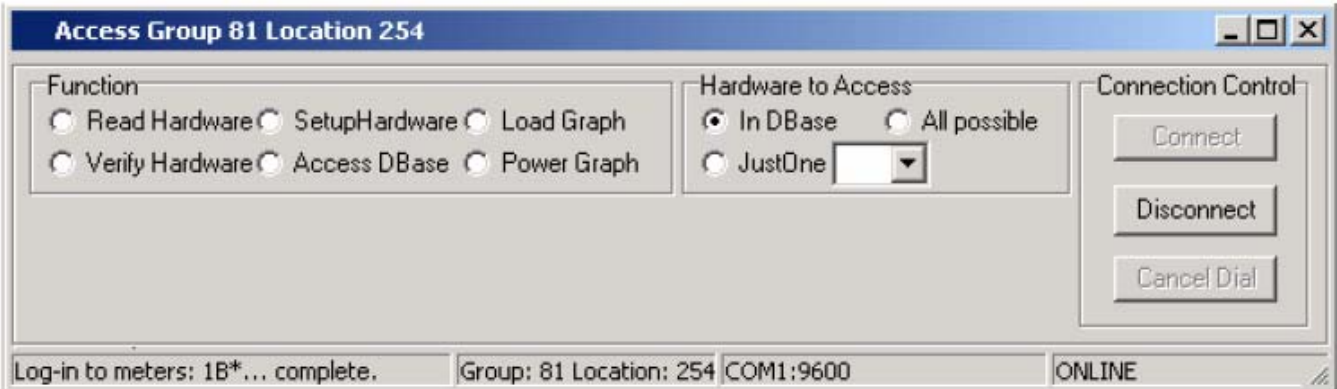 Access Group 81 Location 254
Function
Read Hardware SetupHardware Load Graph
Verify Hardware Access DBase Power Graph
Hardware to Access
In DBase All possible
JustOne
Connection Control
Connect
Disconnect
Cancel Dial
Log-in to meters: 1B*... complete. Group: 81 Location: 254 COM1:9600 ONLINE